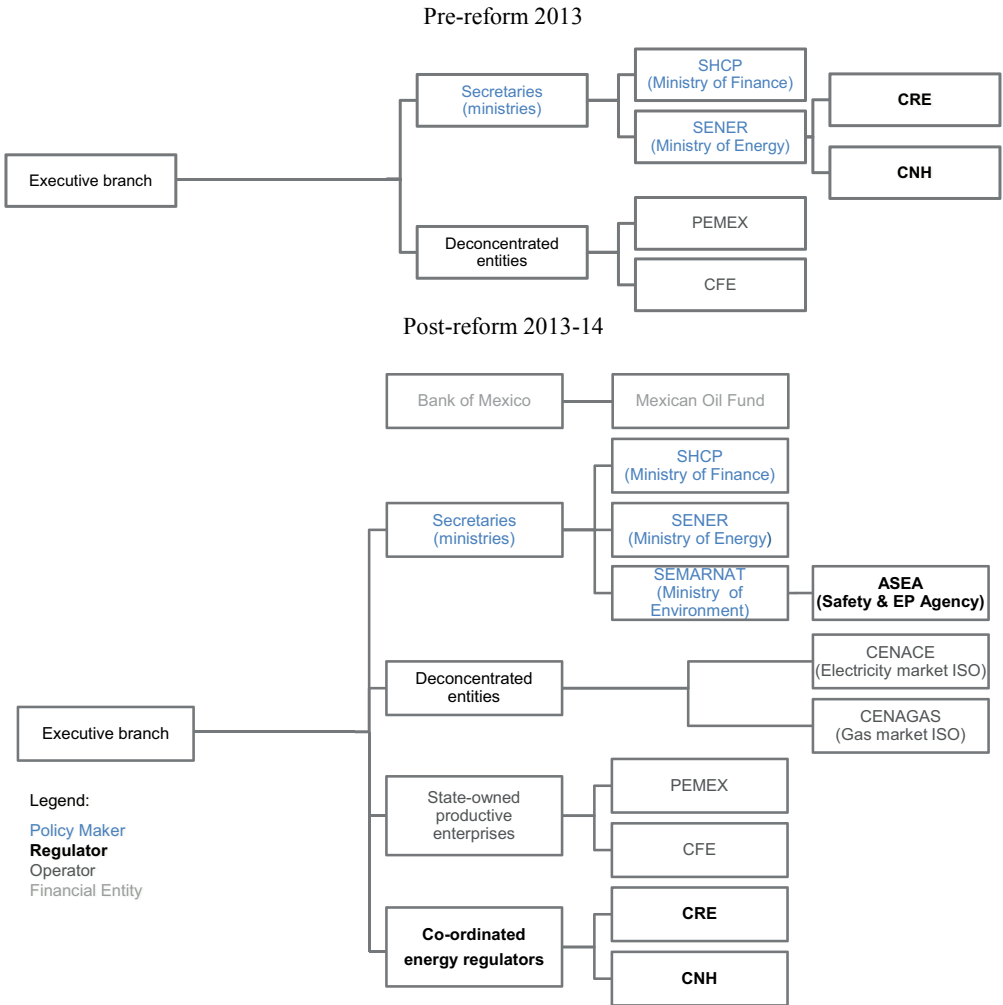 Pre-reform 2013
SHCP
(Ministry of Finance)
Secretaries
(ministries)
CRE
SENER
(Ministry of Energy)
CNH
Executive branch
PEMEX
Deconcentrated
entities
CFE
Post-reform 2013-14
Bank of Mexico
Mexican Oil Fund
SHCP
(Ministry of Finance)
Secretaries
(ministries)
SENER
(Ministry of Energy)
SEMARNAT
(Ministry of
Environment)
ASEA
(Safety & EP Agency)
CENACE
(Electricity market ISO)
Deconcentrated
entities
CENAGAS
(Gas market ISO)
Executive branch
PEMEX
State-owned
productive
enterprises
CFE
Legend:
Policy Maker
Regulator
Operator
Financial Entity
CRE
Co-ordinated
energy regulators
CNH